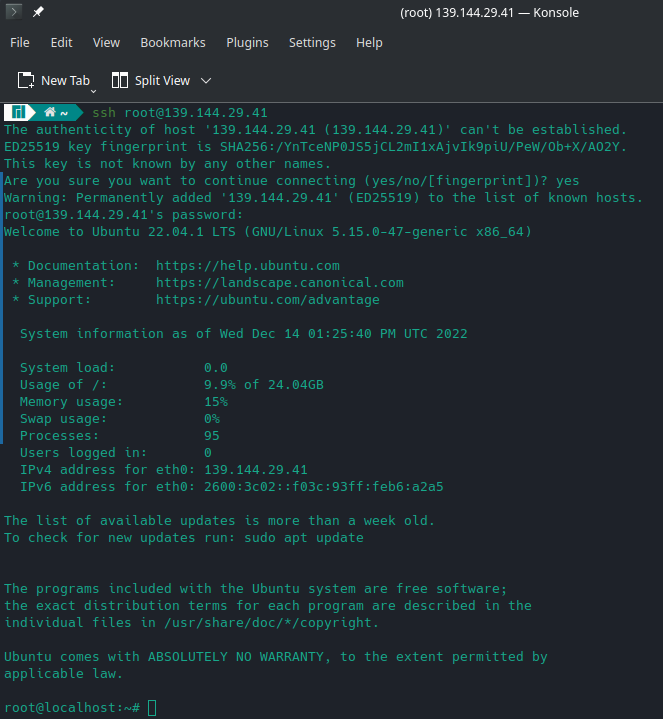 (root) 139.144.29.41 — Konsole
File Edit View Bookmarks Plugins Settings Help
New Tab Split View
~ ssh root@139.144.29.41
The authenticity of host '139.144.29.41 (139.144.29.41)' can't be established.
ED25519 key fingerprint is SHA256:/YnTceNP0JS5jCL2mI1xAjvIk9piU/PeW/Ob+X/AO2Y.
This key is not known by any other names.
Are you sure you want to continue connecting (yes/no/[fingerprint])? yes
Warning: Permanently added '139.144.29.41' (ED25519) to the list of known hosts.
root@139.144.29.41's password:
Welcome to Ubuntu 22.04.1 LTS (GNU/Linux 5.15.0-47-generic x86_64)
* Documentation: https://help.ubuntu.com
* Management: https://landscape.canonical.com
* Support: https://ubuntu.com/advantage
System information as of Wed Dec 14 01:25:40 PM UTC 2022
System load: 0.0
Usage of /: 9.9% of 24.04GB
Memory usage: 15%
Swap usage: 0%
Processes: 95
Users logged in: 0
IPv4 address for eth0: 139.144.29.41
IPv6 address for eth0: 2600:3c02::f03c:93ff:feb6:a2a5
The list of available updates is more than a week old.
To check for new updates run: sudo apt update
The programs included with the Ubuntu system are free software;
the exact distribution terms for each program are described in the
individual files in /usr/share/doc/*/copyright.
Ubuntu comes with ABSOLUTELY NO WARRANTY, to the extent permitted by
applicable law.
root@localhost:~#